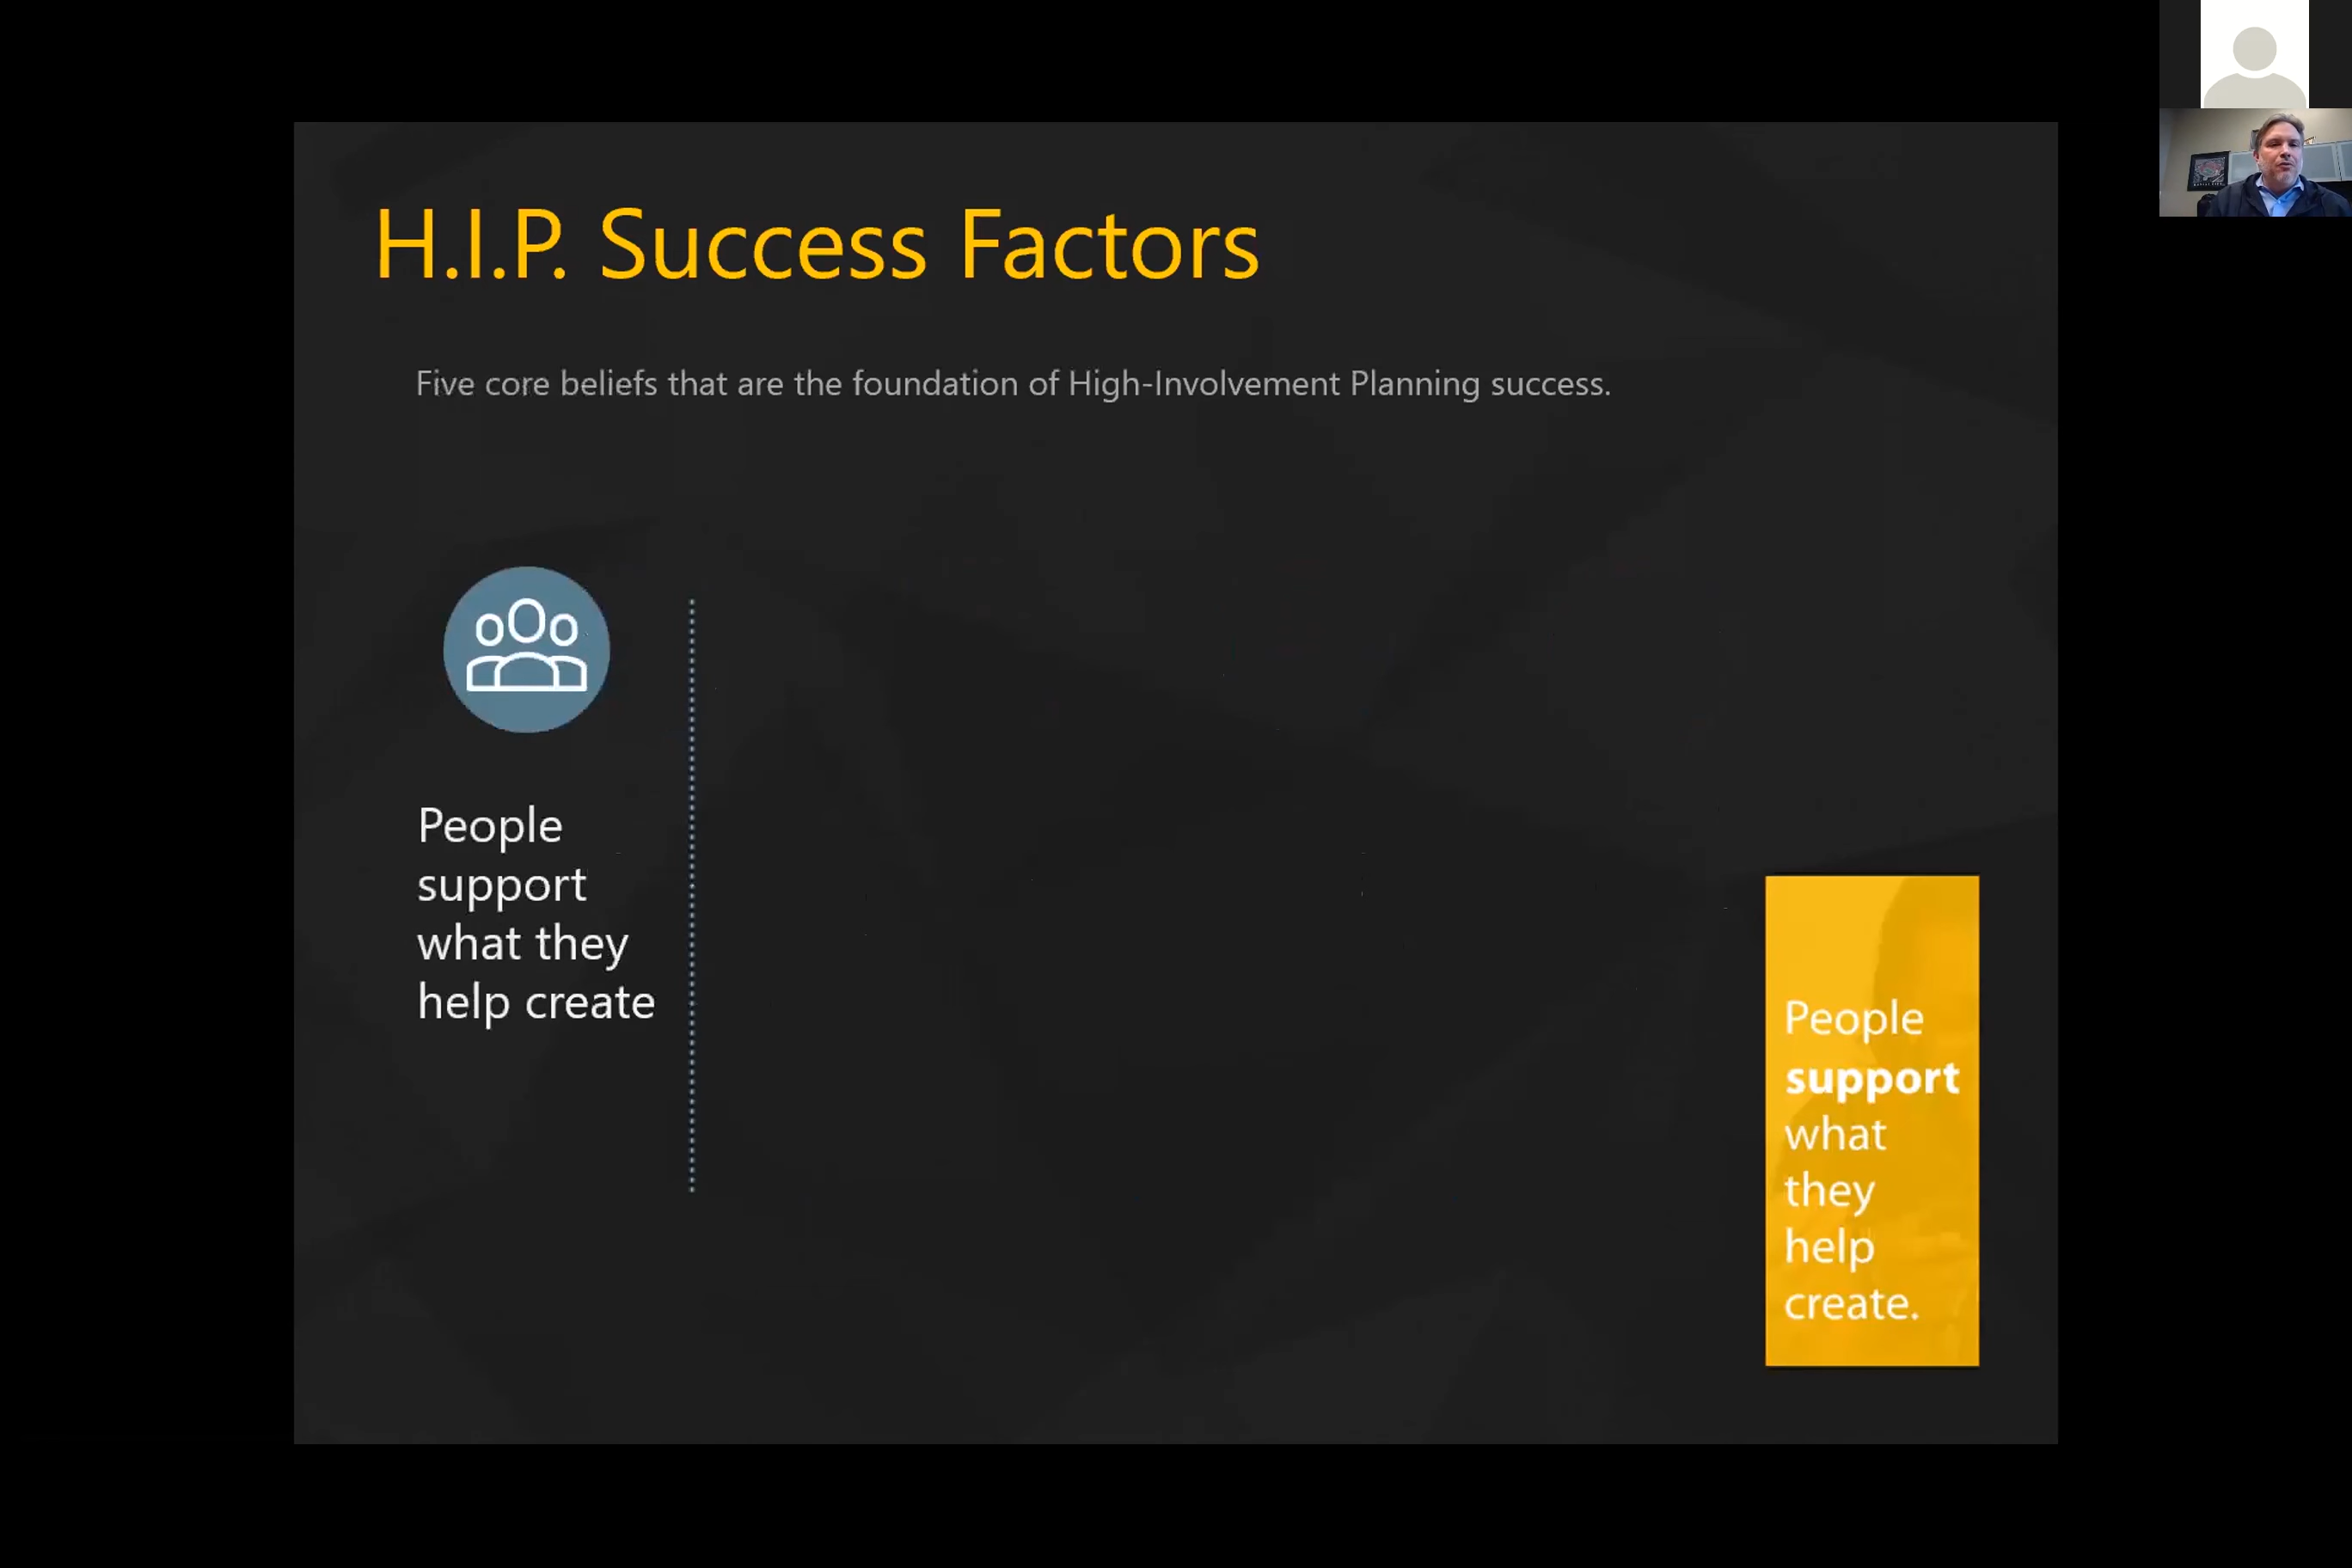 H.I.P. Success Factors
Five core beliefs that are the foundation of High-Involvement Planning success.
People
support
what they
help create
People
support
what
they
help
create.